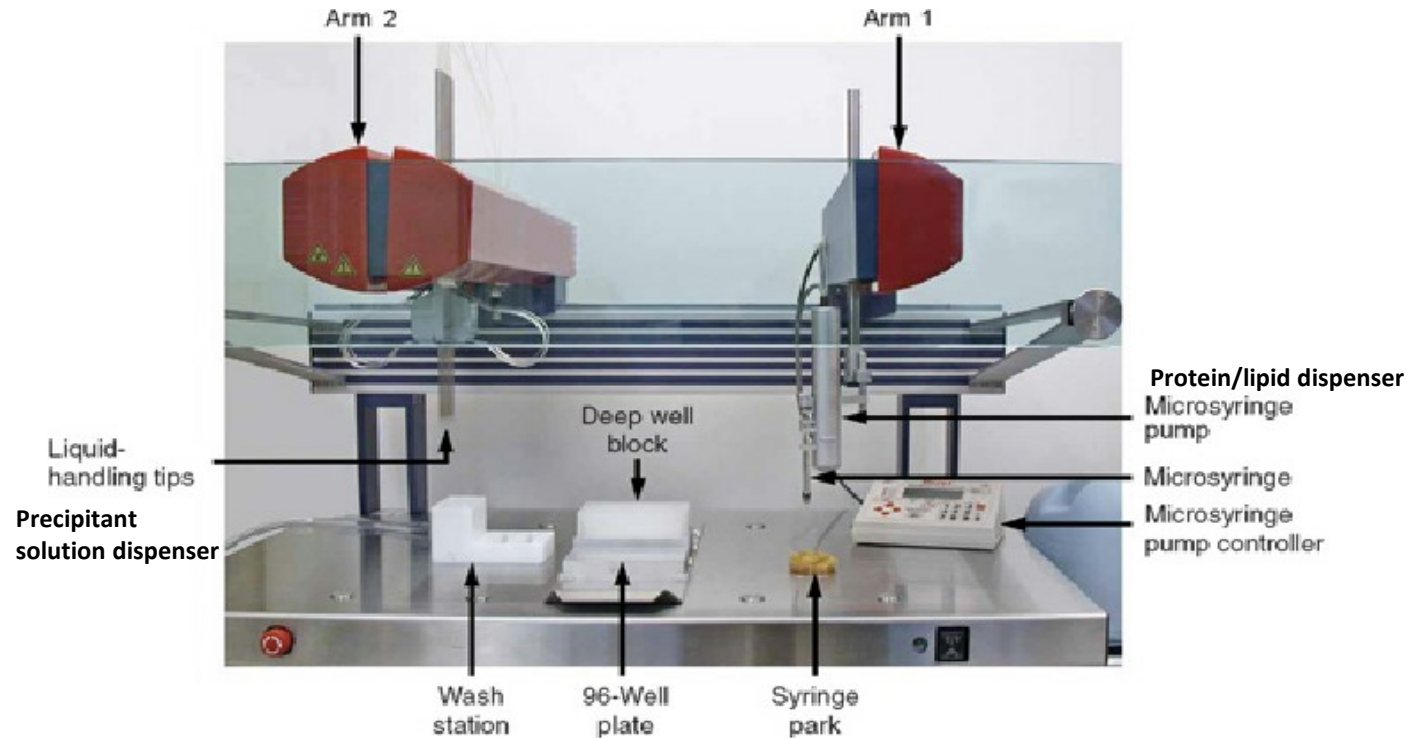 Arm 2
Arm 1
Deep well
block
Protein/lipid dispenser
Microsyringe
pump
Liquid-
handling tips
Microsyringe
Precipitant
solution dispenser
Microsyringe
pump controller
Wash
station
96-Well
plate
Syringe
park